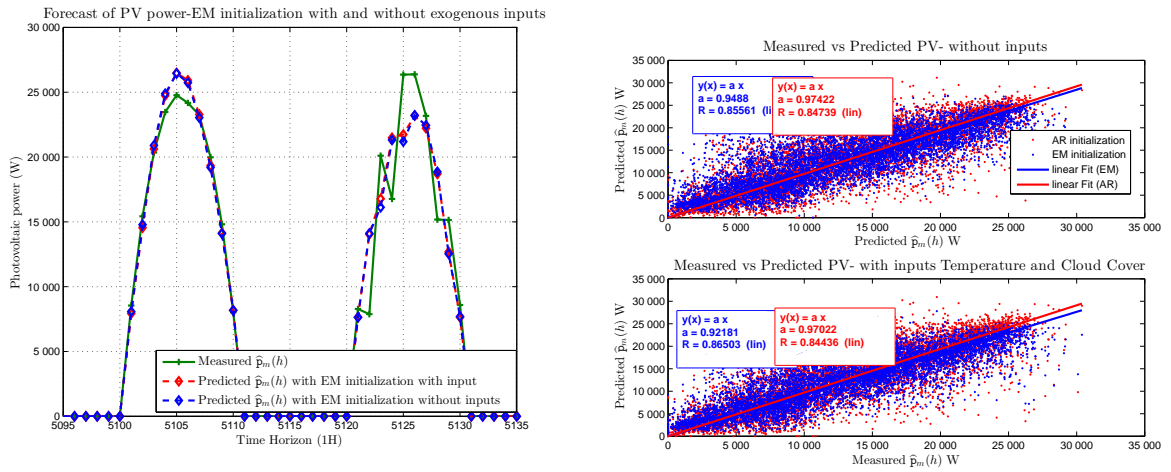 Forecast of PV power-EM initialization with and without exogenous inputs
30 000
25 000
20 000
15 000
10 000
5 000
0
Photovoltaic power (W)
5095 5100 5105 5110 5115 5120 5125 5130 5135
Time Horizon (1H)
Measured p̂m(h)
Predicted p̂m(h) with EM initialization with input
Predicted p̂m(h) with EM initialization without inputs
Measured vs Predicted PV- without inputs
35 000
30 000
25 000
20 000
15 000
10 000
5 000
0
Predicted p̂m(h) W
y(x) = a x
a = 0.9488
R = 0.85561 (li
y(x) = a x
a = 0.97422
R = 0.84739 (lin)
AR initialization
EM initialization
linear Fit (EM)
linear Fit (AR)
0 5 000 10 000 15 000 20 000 25 000 30 000 35 000
Predicted p̂m(h) W
Measured vs Predicted PV- with inputs Temperature and Cloud Cover
35 000
30 000
25 000
20 000
15 000
10 000
5 000
0
Predicted p̂m(h) W
y(x) = a x
a = 0.92181
R = 0.86503 (lin)
y(x) = a x
a = 0.97022
R = 0.84436 (lin)
0 5 000 10 000 15 000 20 000 25 000 30 000 35 000
Measured p̂m(h) W